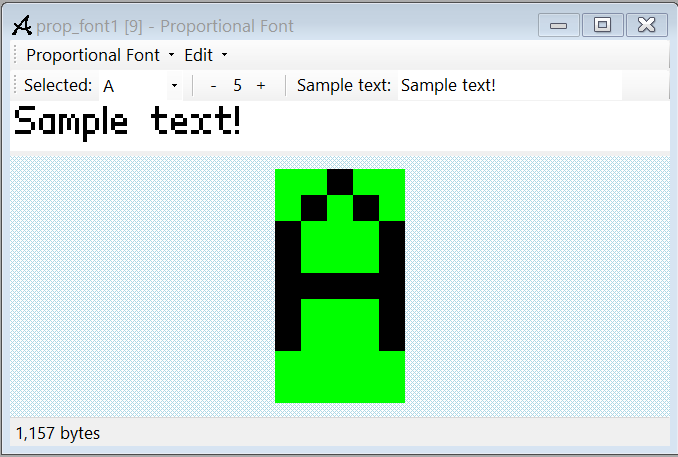 prop_font1 [9] - Proportional Font
Proportional Font Edit
Selected: A - 5 + Sample text: Sample text!
Sample text!
A
1,157 bytes